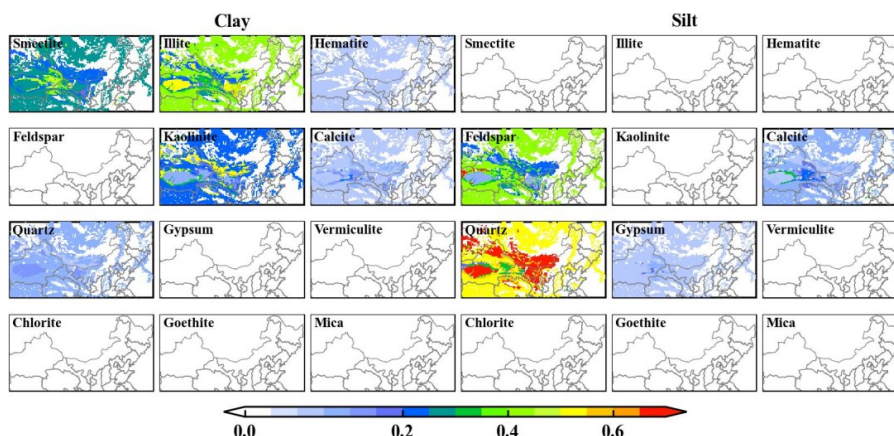 Clay Silt
Smectite Illite Hematite Smectite Illite Hematite
Feldspar Kaolinite Calcite Feldspar Kaolinite Calcite
Quartz Gypsum Vermiculite Quartz Gypsum Vermiculite
Chlorite Goethite Mica Chlorite Goethite Mica
0.0 0.2 0.4 0.6